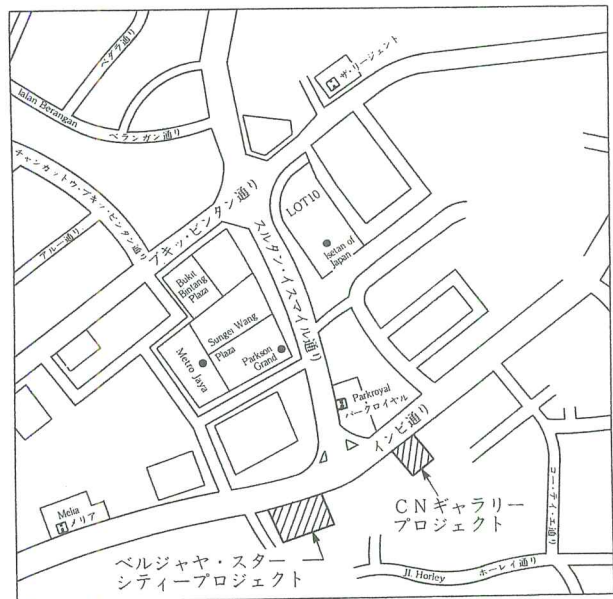 ベダラ通り
Jalan Berangan
ベランガン通り
ザ・リージェント
チャンカットゥ・ブキッ・ビンタン通り
アルー通り
ブキッ・ビンタン通り
LOT10
Isetan of
Japan
スルタン・イスマイル通り
Bukit
Bintang
Plaza
Sungei Wang
Plaza
Metro Jaya
Parkson
Grand
Parkroyal
パークロイヤル
インビ通り
Melia
メリア
CNギャラリー
プロジェクト
ベルジャヤ・スター
シティープロジェクト
コー・テイ・エ通り
Jl. Horley
ホーレイ通り